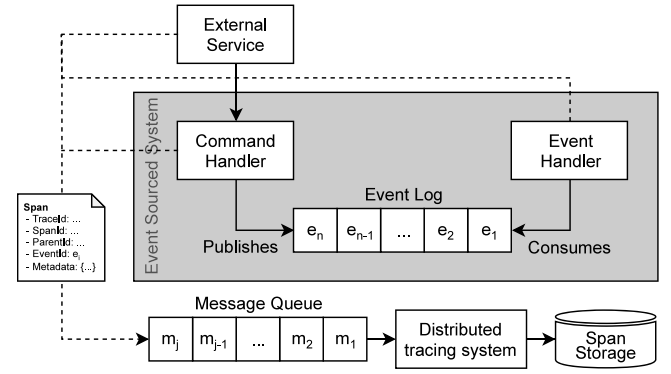 External
Service
Event Sourced System
Command
Handler
Event
Handler
Event Log
eₙ eₙ₋₁ ... e₂ e₁
Publishes
Consumes
Span
- TraceId: ...
- SpanId: ...
- ParentId: ...
- EventId: eᵢ
- Metadata: {...}
Message Queue
mⱼ mⱼ₋₁ ... m₂ m₁
Distributed
tracing system
Span
Storage